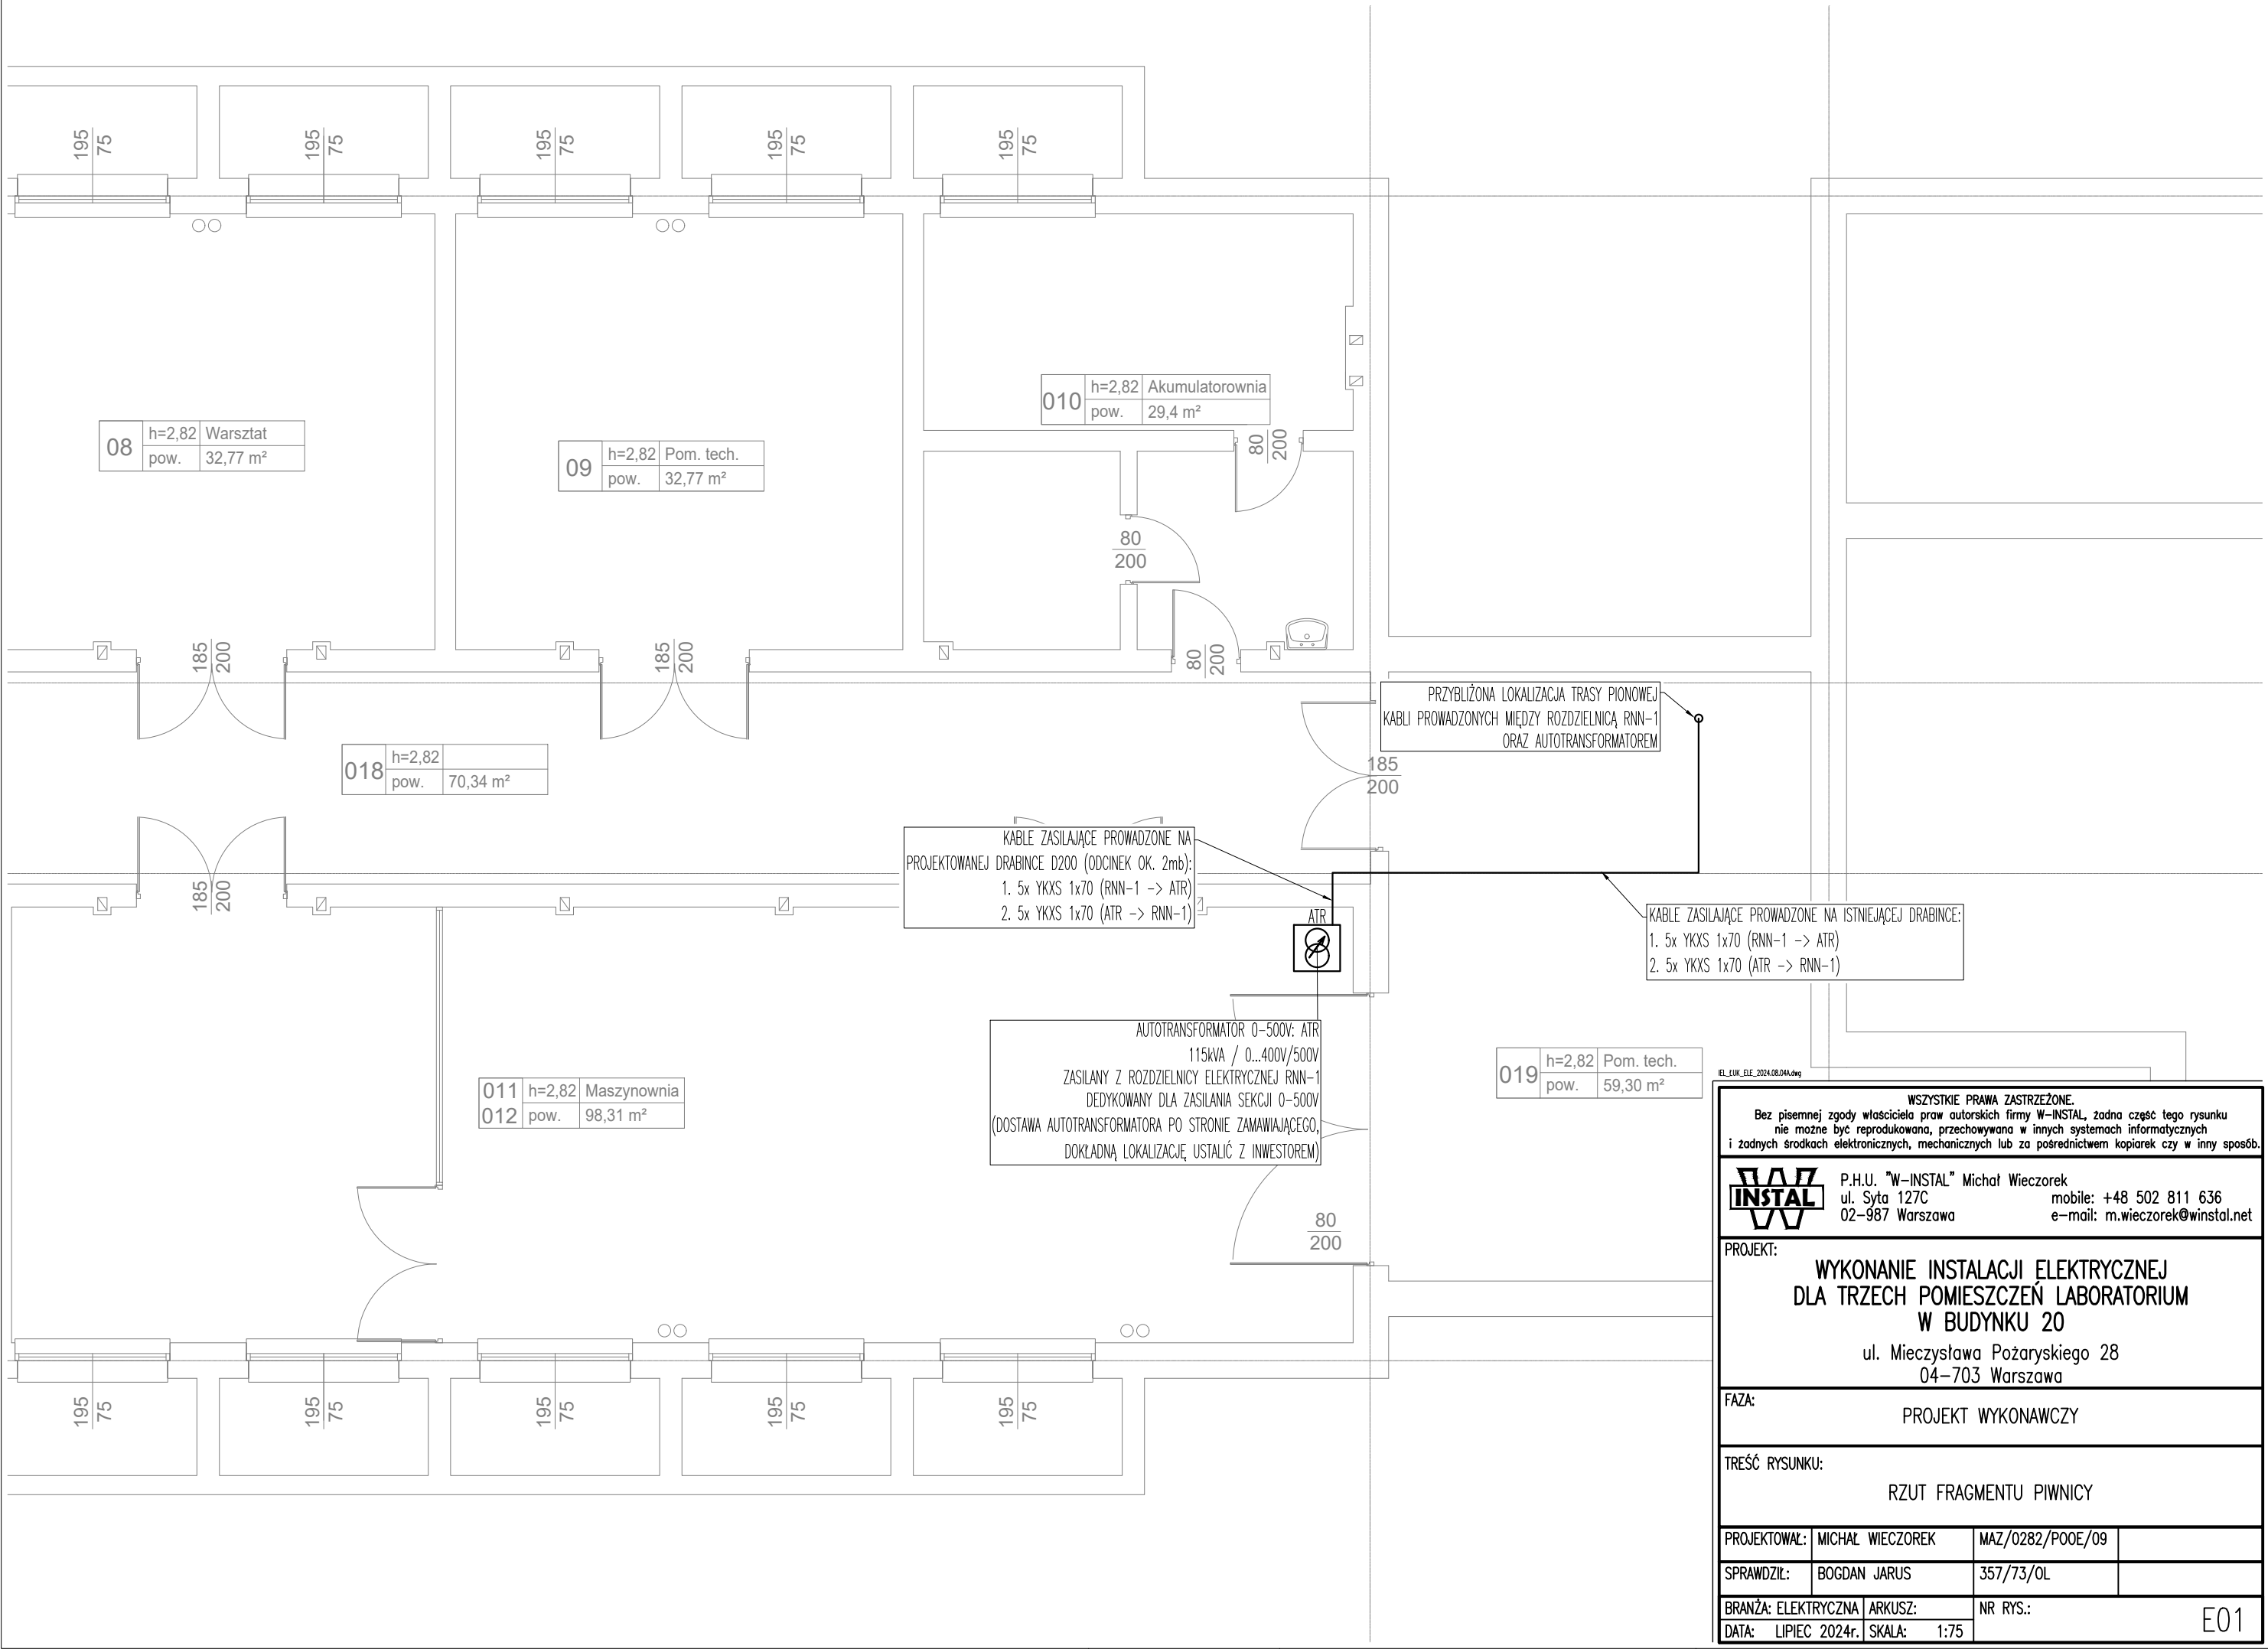 195
75
195
75
195
75
195
75
195
75
08
h=2,82 Warsztat
pow. 32,77 m²
09
h=2,82 Pom. tech.
pow. 32,77 m²
010
h=2,82 Akumulatorownia
pow. 29,4 m²
80
200
80
200
80
200
185
200
185
200
018
h=2,82
pow. 70,34 m²
185
200
185
200
PRZYBLIŻONA LOKALIZACJA TRASY PIONOWEJ
KABLI PROWADZONYCH MIĘDZY ROZDZIELNICĄ RNN-1
ORAZ AUTOTRANSFORMATOREM
KABLE ZASILAJĄCE PROWADZONE NA
PROJEKTOWANEJ DRABINCE D200 (ODCINEK OK. 2mb):
1. 5x YKXS 1x70 (RNN-1 -> ATR)
2. 5x YKXS 1x70 (ATR -> RNN-1)
ATR
KABLE ZASILAJĄCE PROWADZONE NA ISTNIEJĄCEJ DRABINCE:
1. 5x YKXS 1x70 (RNN-1 -> ATR)
2. 5x YKXS 1x70 (ATR -> RNN-1)
AUTOTRANSFORMATOR 0-500V: ATR
115kVA / 0...400V/500V
ZASILANY Z ROZDZIELNICY ELEKTRYCZNEJ RNN-1
DEDYKOWANY DLA ZASILANIA SEKCJI 0-500V
(DOSTAWA AUTOTRANSFORMATORA PO STRONIE ZAMAWIAJĄCEGO,
DOKŁADNĄ LOKALIZACJĘ USTALIĆ Z INWESTOREM)
011
012
h=2,82 Maszynownia
pow. 98,31 m²
019
h=2,82 Pom. tech.
pow. 59,30 m²
80
200
195
75
195
75
195
75
195
75
195
75
IEL_ŁUK_ELE_2024.08.04A.dwg
WSZYSTKIE PRAWA ZASTRZEŻONE.
Bez pisemnej zgody właściciela praw autorskich firmy W-INSTAL, żadna część tego rysunku
nie możne być reprodukowana, przechowywana w innych systemach informatycznych
i żadnych środkach elektronicznych, mechanicznych lub za pośrednictwem kopiarek czy w inny sposób.
W INSTAL
P.H.U. "W-INSTAL" Michał Wieczorek
ul. Syta 127C mobile: +48 502 811 636
02-987 Warszawa e-mail: m.wieczorek@winstal.net
PROJEKT:
WYKONANIE INSTALACJI ELEKTRYCZNEJ
DLA TRZECH POMIESZCZEŃ LABORATORIUM
W BUDYNKU 20
ul. Mieczysława Pożaryskiego 28
04-703 Warszawa
FAZA:
PROJEKT WYKONAWCZY
TREŚĆ RYSUNKU:
RZUT FRAGMENTU PIWNICY
PROJEKTOWAŁ: MICHAŁ WIECZOREK MAZ/0282/POOE/09
SPRAWDZIŁ: BOGDAN JARUS 357/73/OL
BRANŻA: ELEKTRYCZNA ARKUSZ: NR RYS.: E01
DATA: LIPIEC 2024r. SKALA: 1:75